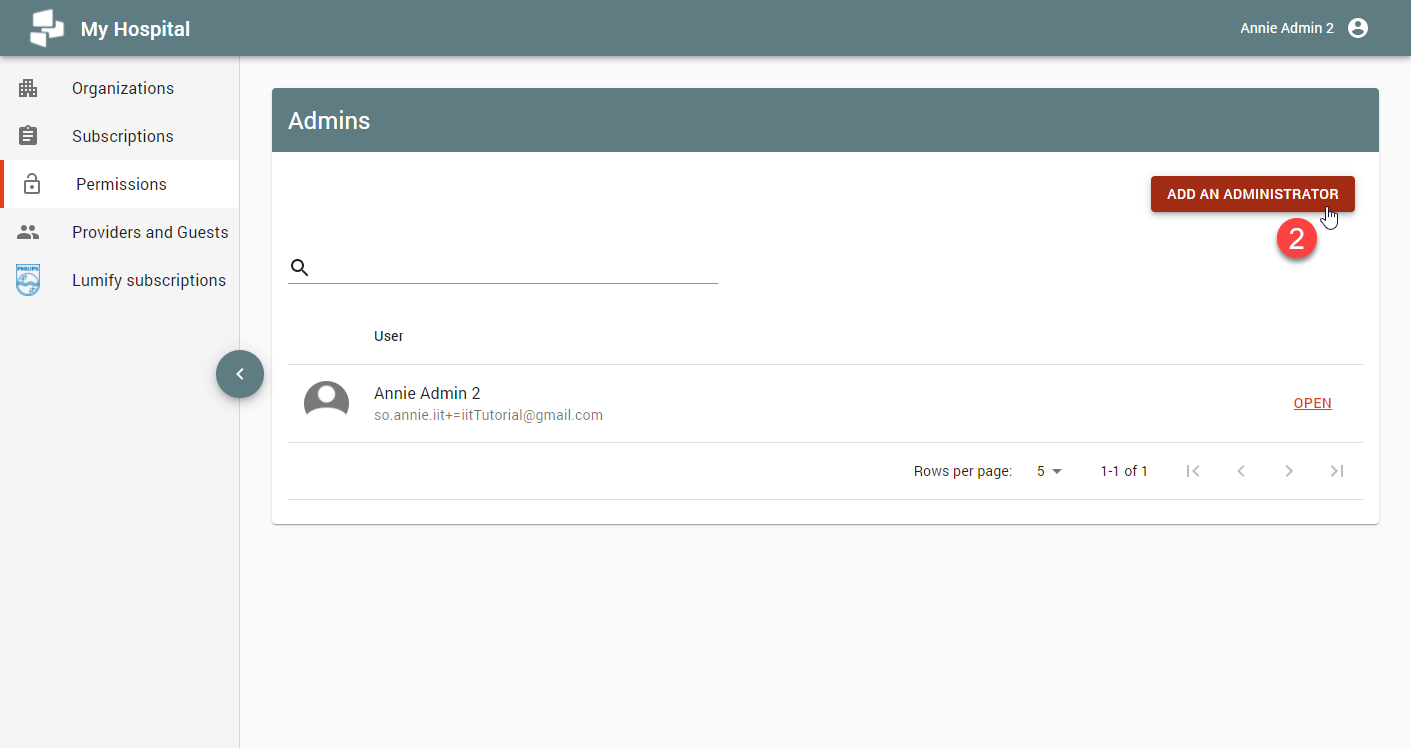 My Hospital
Annie Admin 2
Organizations
Subscriptions
Permissions
Providers and Guests
PHILIPS
Lumify subscriptions
Admins
ADD AN ADMINISTRATOR
2
User
Annie Admin 2
so.annie.iit+=iitTutorial@gmail.com
OPEN
Rows per page: 5 1-1 of 1